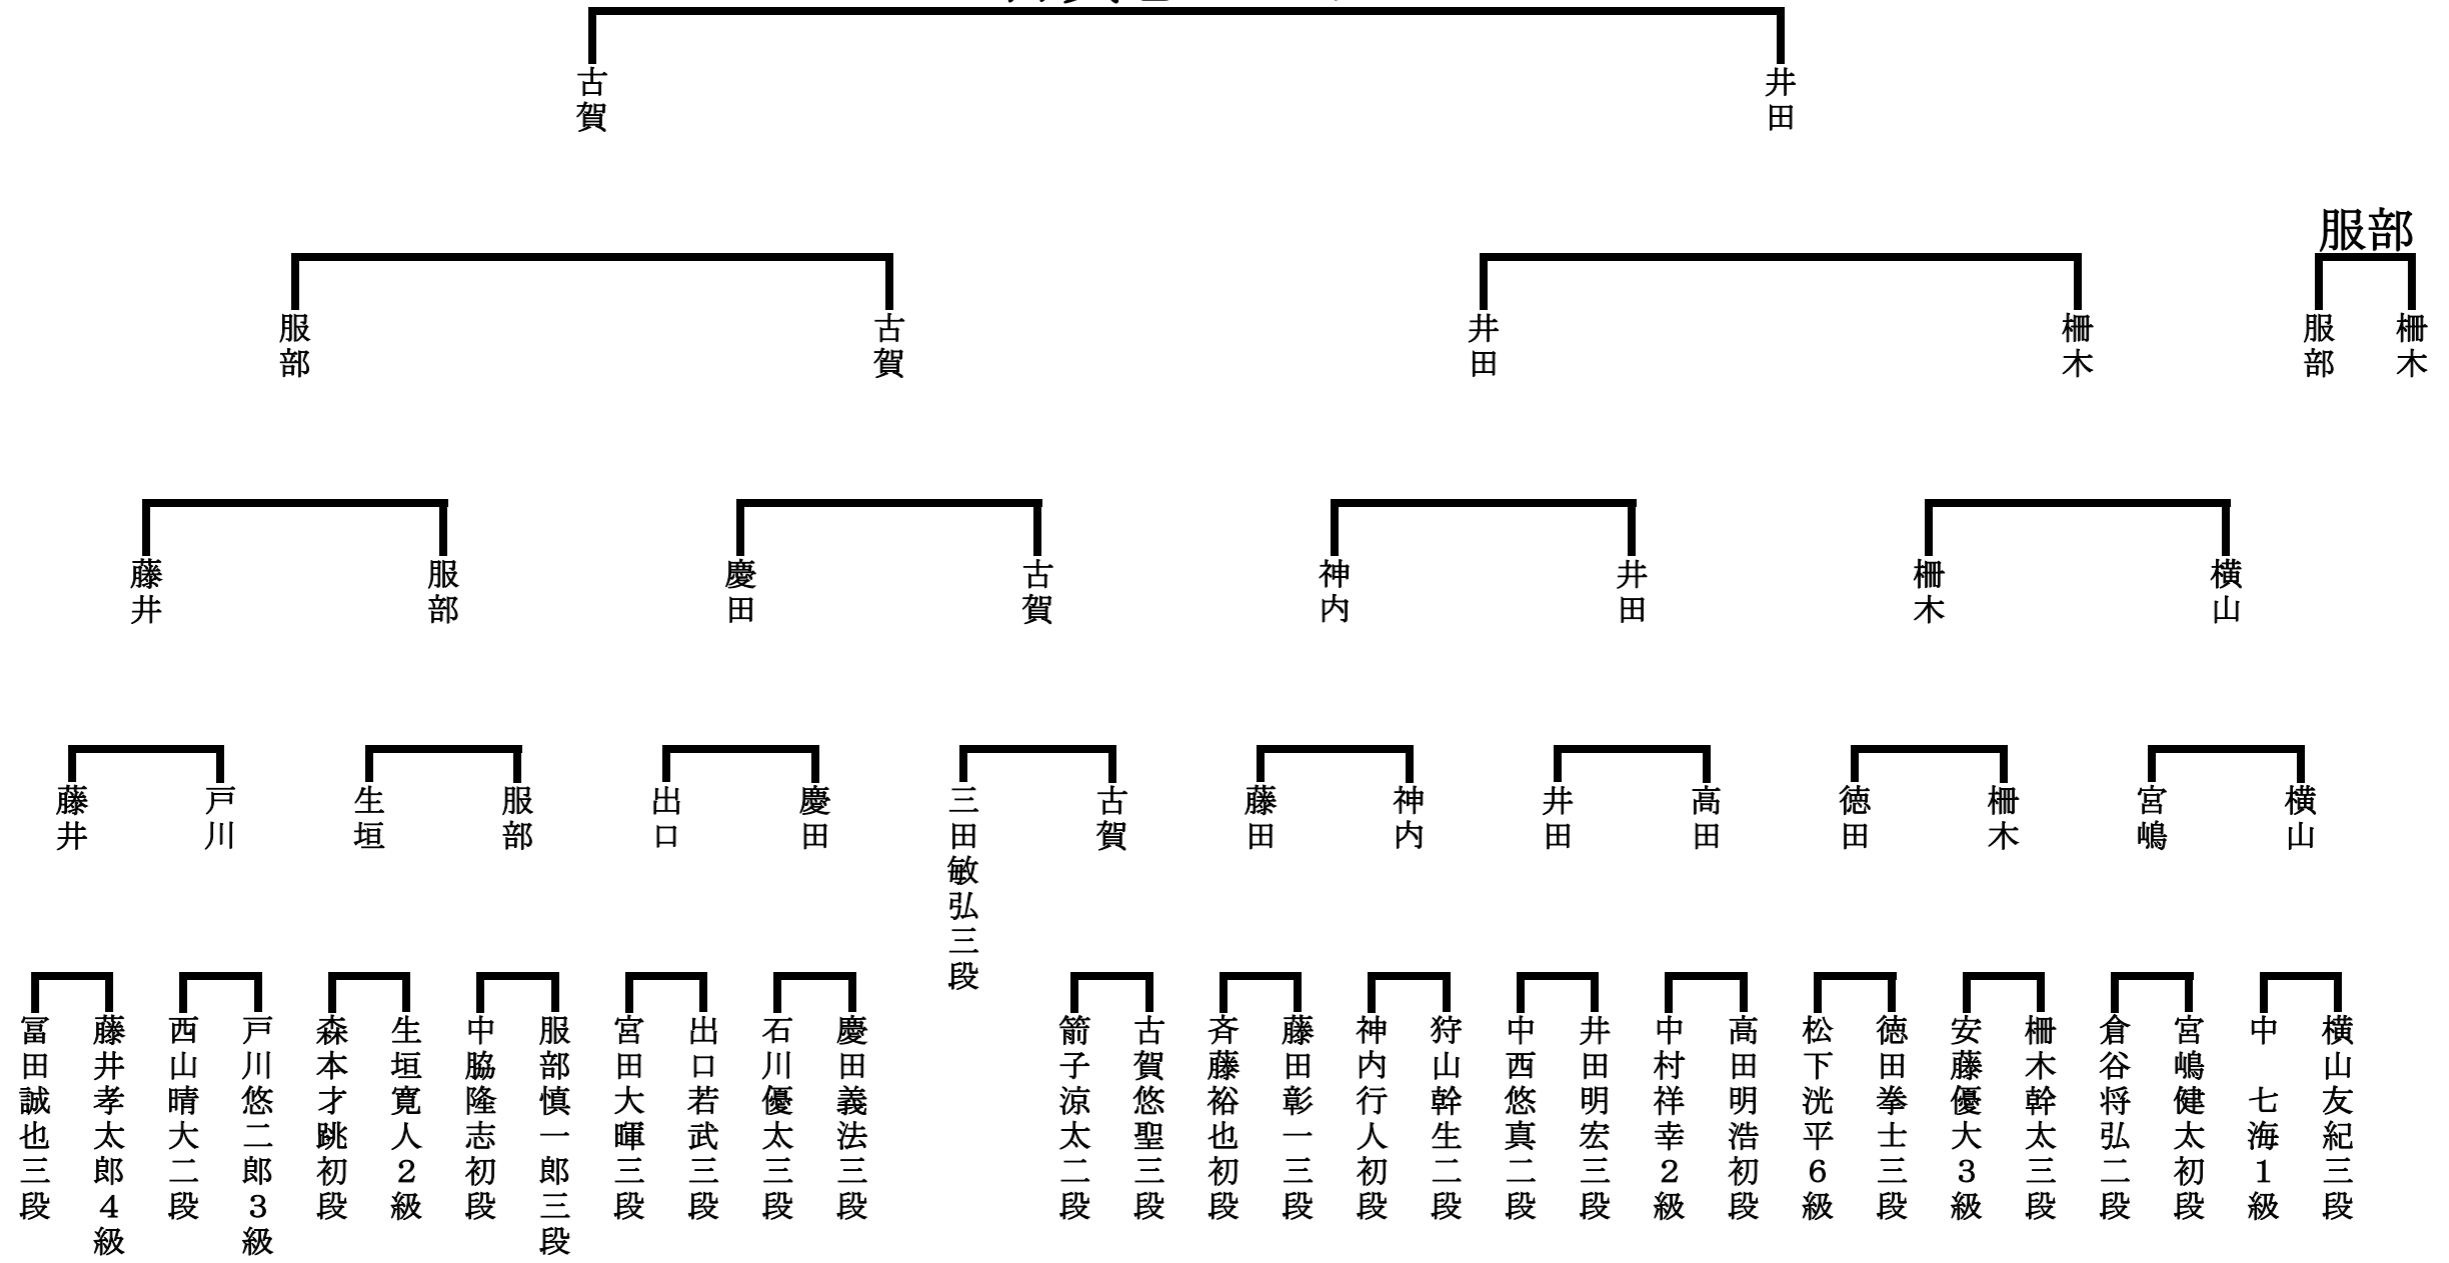 古賀
井田
服部
服部
古賀
井田
柵木
服部
柵木
藤井
服部
慶田
古賀
神内
井田
柵木
横山
藤井
戸川
生垣
服部
出口
慶田
三田敏弘三段
古賀
藤田
神内
井田
高田
徳田
柵木
宮嶋
横山
冨田誠也三段
藤井孝太郎４級
西山晴大二段
戸川悠二郎３級
森本才跳初段
生垣寛人２級
中脇隆志初段
服部慎一郎三段
宮田大暉三段
出口若武三段
石川優太三段
慶田義法三段
箭子涼太二段
古賀悠聖三段
斉藤裕也初段
藤田彰一三段
神内行人初段
狩山幹生二段
中西悠真二段
井田明宏三段
中村祥幸２級
高田明浩初段
松下洸平６級
徳田拳士三段
安藤優大３級
柵木幹太三段
倉谷将弘二段
宮嶋健太初段
中　七海１級
横山友紀三段